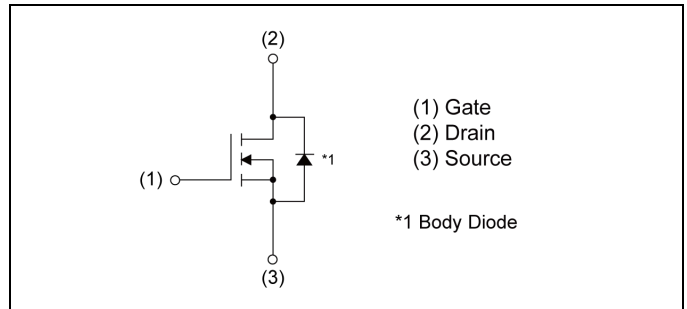 (2)
(1)
*1
(3)
(1) Gate
(2) Drain
(3) Source
*1 Body Diode